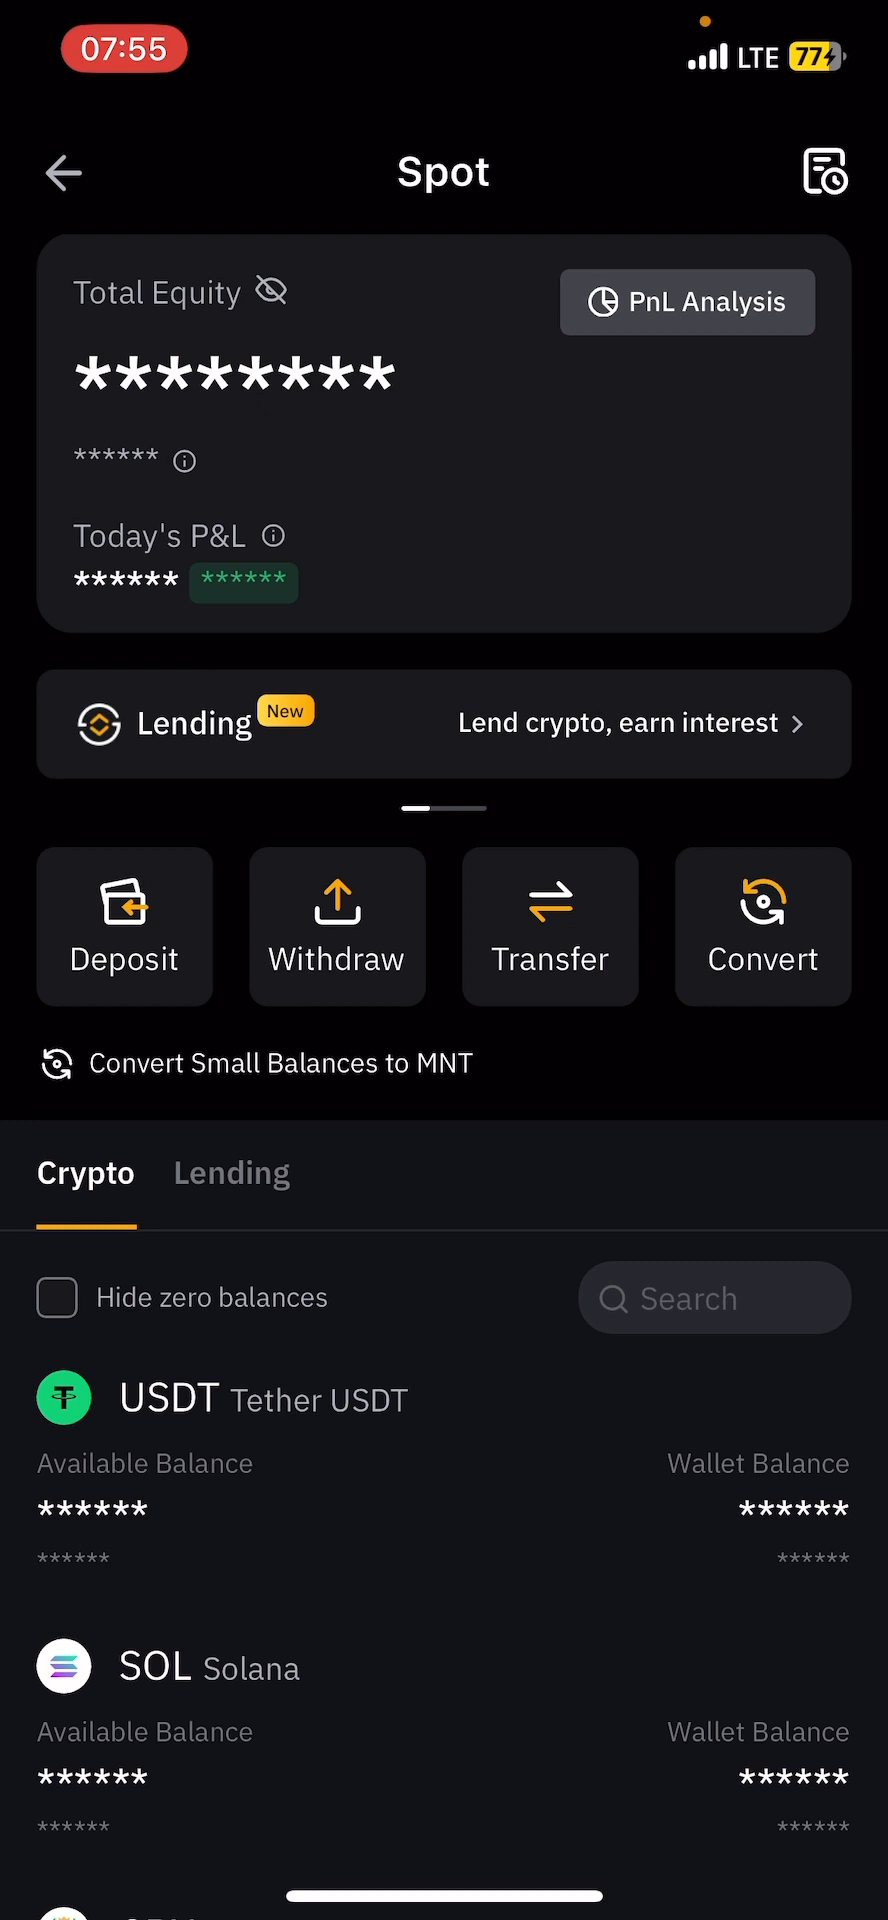 07:55
LTE 77
Spot
Total Equity
PnL Analysis
********
******
Today's P&L
****** ******
Lending New Lend crypto, earn interest
Deposit Withdraw Transfer Convert
Convert Small Balances to MNT
Crypto Lending
Hide zero balances Search
USDT Tether USDT
Available Balance Wallet Balance
****** ******
****** ******
SOL Solana
Available Balance Wallet Balance
****** ******
****** ******